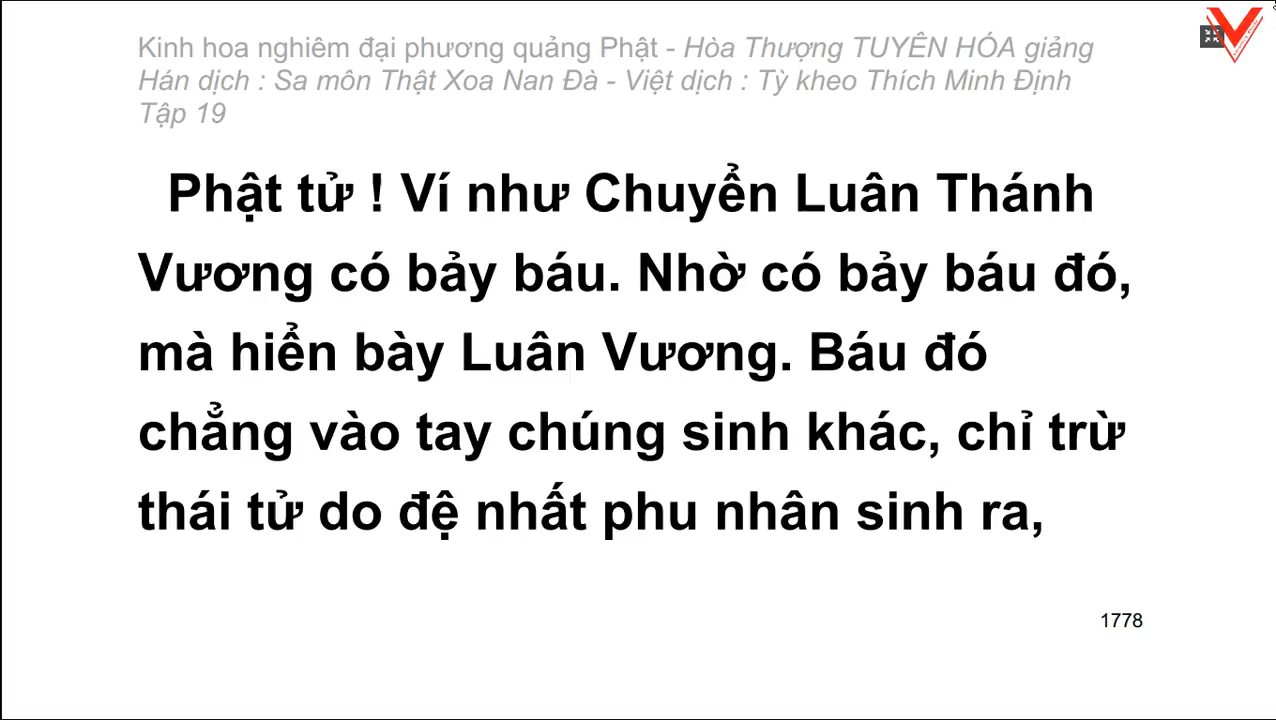 Kinh hoa nghiêm đại phương quảng Phật - Hòa Thượng TUYÊN HÓA giảng
Hán dịch : Sa môn Thật Xoa Nan Đà - Việt dịch : Tỳ kheo Thích Minh Định
Tập 19
Phật tử ! Ví như Chuyển Luân Thánh
Vương có bảy báu. Nhờ có bảy báu đó,
mà hiển bày Luân Vương. Báu đó
chẳng vào tay chúng sinh khác, chỉ trừ
thái tử do đệ nhất phu nhân sinh ra,
1778